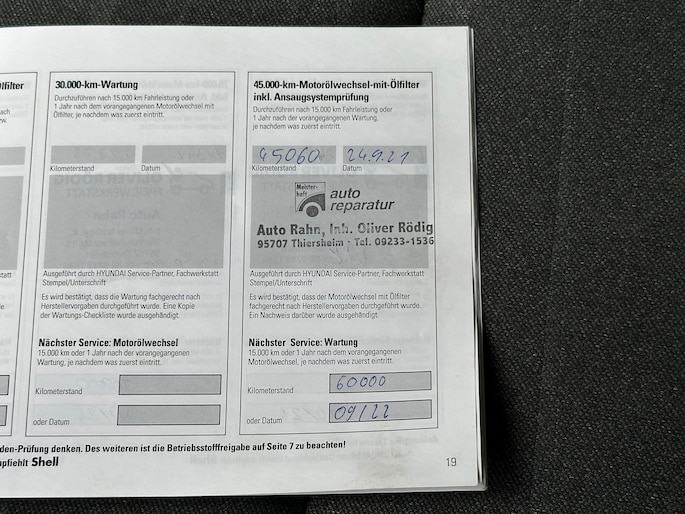 lfilter
ach
zw.
statt
e.
30.000-km-Wartung
Durchzuführen nach 15.000 km Fahrleistung oder
1 Jahr nach dem vorangegangenen Motorölwechsel mit
Ölfilter, je nachdem was zuerst eintritt.
Kilometerstand Datum
Ausgeführt durch HYUNDAI Service-Partner, Fachwerkstatt
Stempel/Unterschrift
Es wird bestätigt, dass die Wartung fachgerecht nach
Herstellervorgaben durchgeführt wurde. Eine Kopie
der Wartungs-Checkliste wurde ausgehändigt.
Nächster Service: Motorölwechsel
15.000 km oder 1 Jahr nach der vorangegangenen
Wartung, je nachdem was zuerst eintritt.
Kilometerstand
oder Datum
45.000-km-Motorölwechsel-mit-Ölfilter
inkl. Ansaugsystemprüfung
Durchzuführen nach 15.000 km Fahrleistung oder
1 Jahr nach der vorangegangenen Wartung,
je nachdem was zuerst eintritt.
45060 24.9.21
Kilometerstand Datum
Meister-
haft
auto
reparatur
Auto Rahn, Inh. Oliver Rödig
95707 Thiersheim · Tel. 09233-1536
Ausgeführt durch HYUNDAI Service-Partner, Fachwerkstatt
Stempel/Unterschrift
Es wird bestätigt, dass der Motorölwechsel mit Ölfilter
fachgerecht nach Herstellervorgaben durchgeführt wurde.
Ein Nachweis darüber wurde ausgehändigt.
Nächster Service: Wartung
15.000 km oder 1 Jahr nach dem vorangegangenen
Motorölwechsel, je nachdem was zuerst eintritt.
Kilometerstand 60000
oder Datum 09/22
den-Prüfung denken. Des weiteren ist die Betriebsstofffreigabe auf Seite 7 zu beachten!
pfiehlt Shell
19